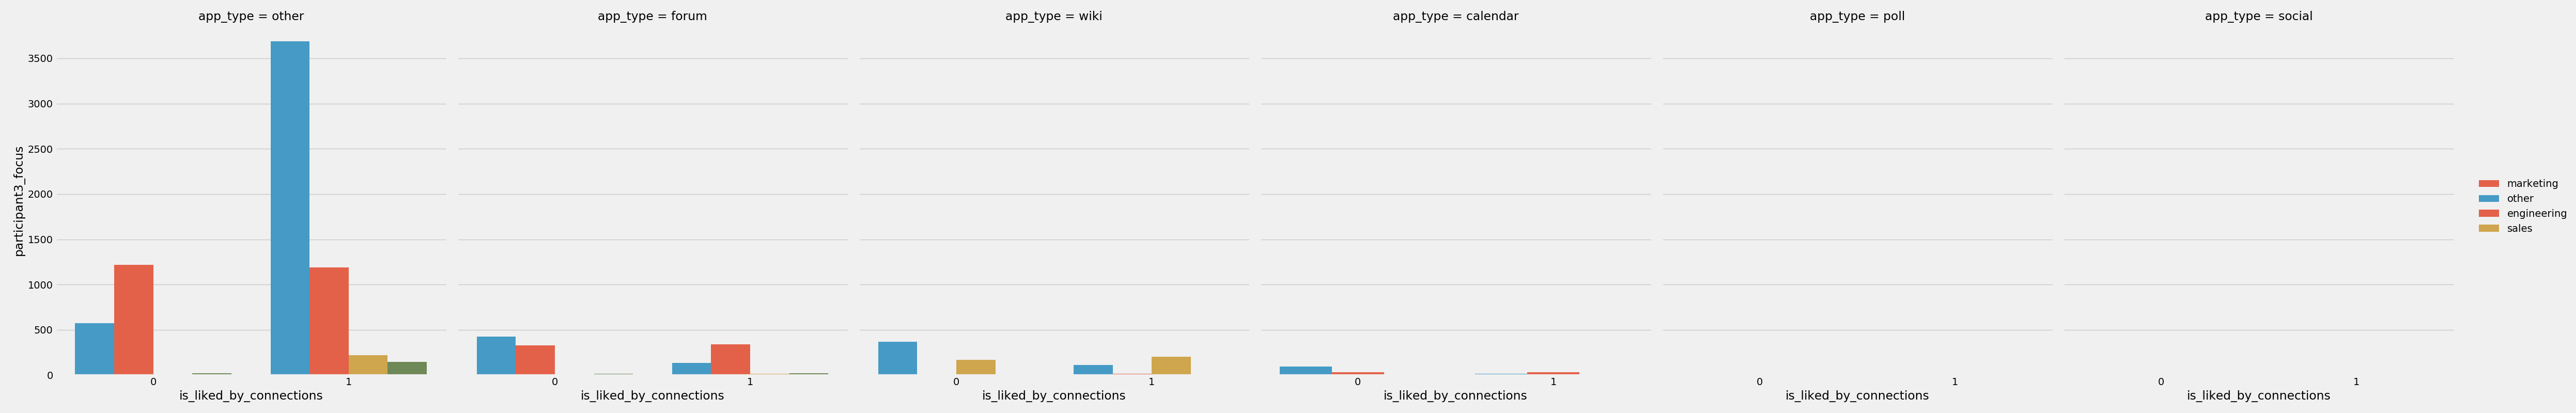 app_type = other
app_type = forum
app_type = wiki
app_type = calendar
app_type = poll
app_type = social
participant3_focus
3500
3000
2500
2000
1500
1000
500
0
0 1
0 1
0 1
0 1
0 1
0 1
is_liked_by_connections
is_liked_by_connections
is_liked_by_connections
is_liked_by_connections
is_liked_by_connections
is_liked_by_connections
marketing
other
engineering
sales